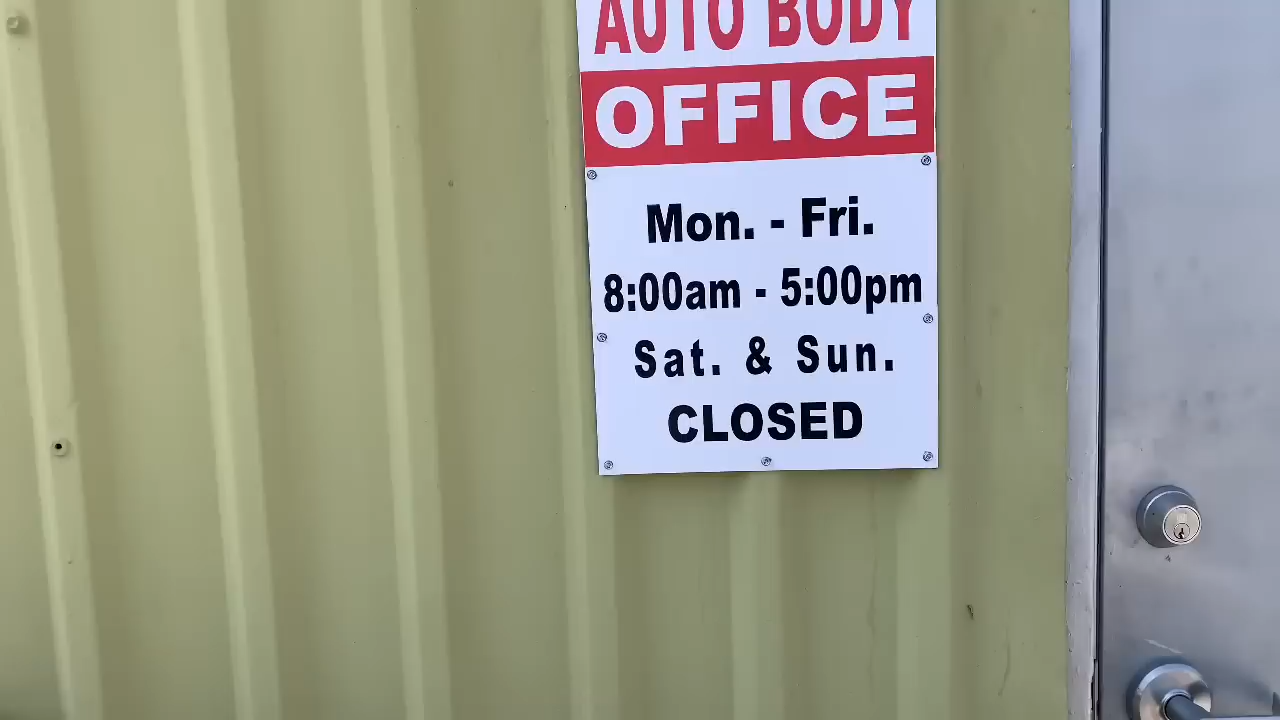 AUTO BODY
OFFICE
Mon. - Fri.
8:00am - 5:00pm
Sat. & Sun.
CLOSED